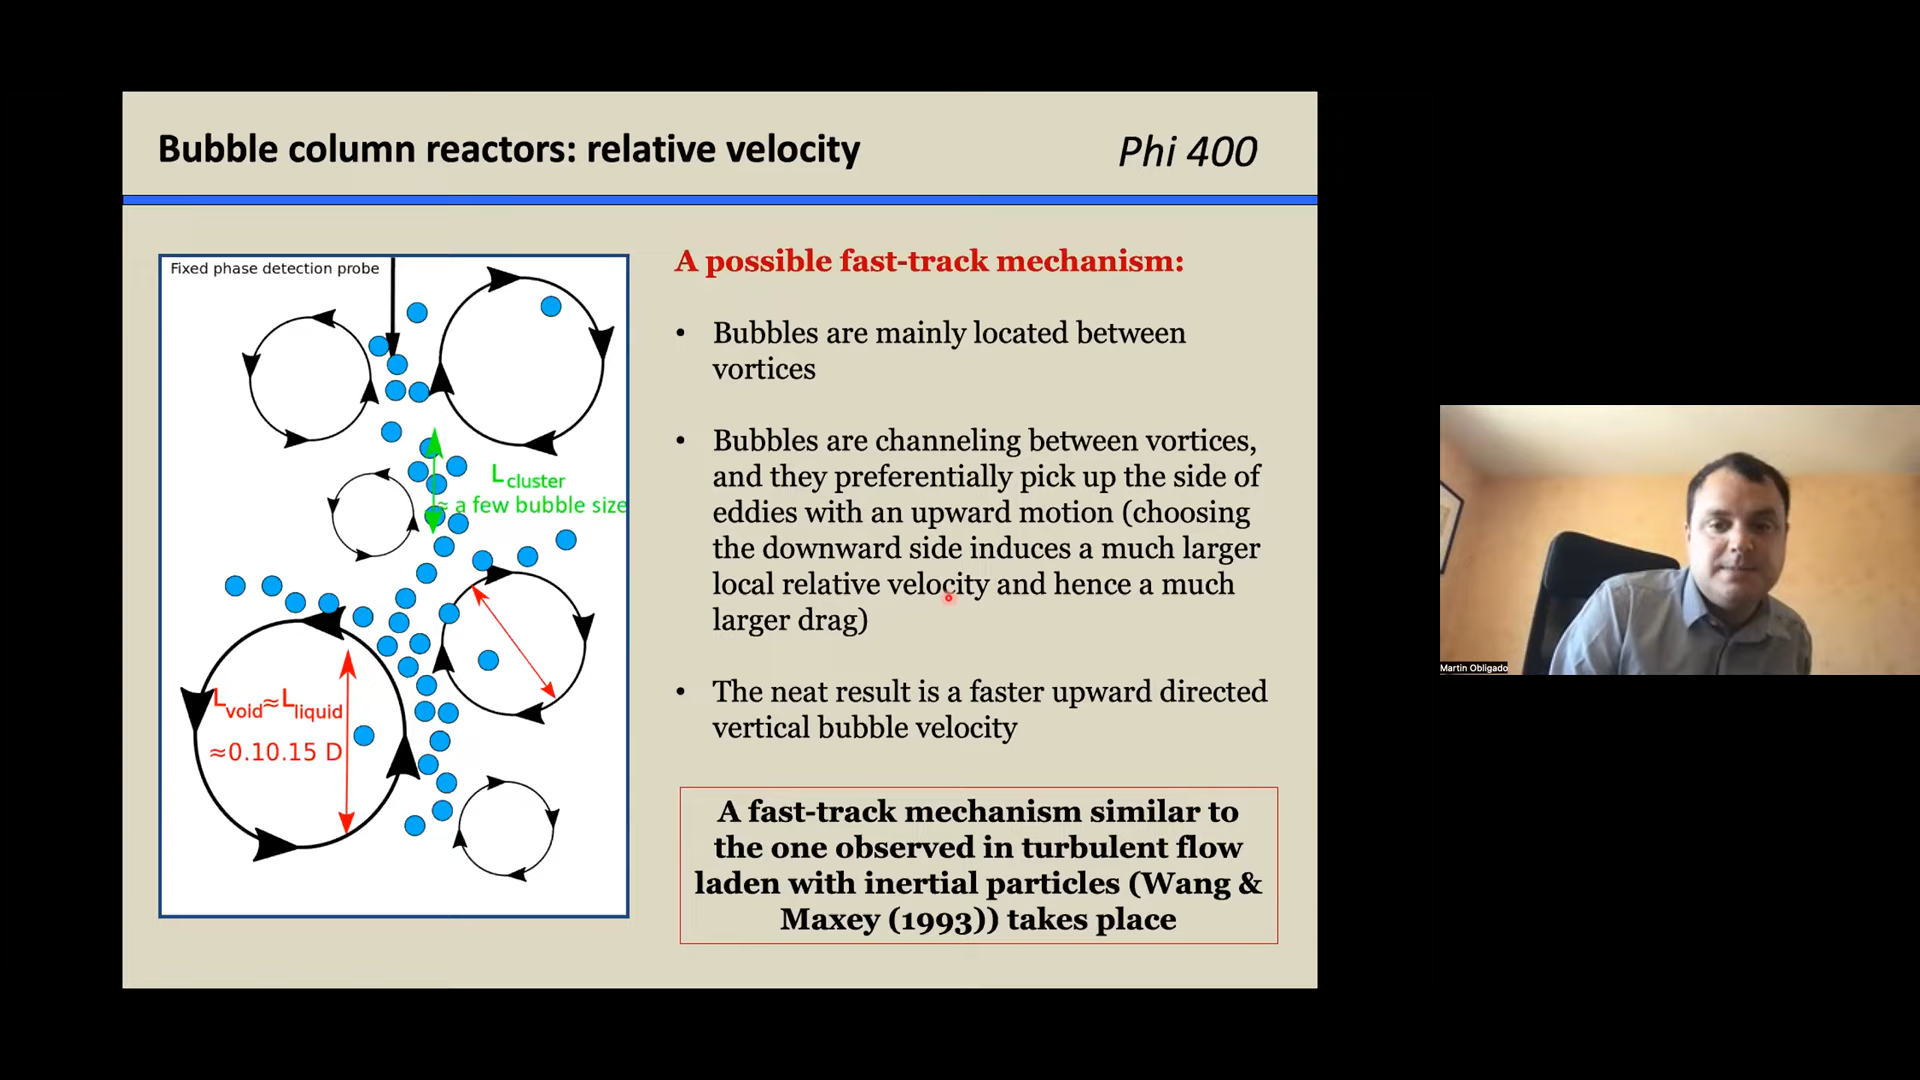 Bubble column reactors: relative velocity
Phi 400
Fixed phase detection probe
L cluster
≈ a few bubble size
L void ≈ L liquid
≈0.10.15 D
A possible fast-track mechanism:
• Bubbles are mainly located between
vortices
• Bubbles are channeling between vortices,
and they preferentially pick up the side of
eddies with an upward motion (choosing
the downward side induces a much larger
local relative velocity and hence a much
larger drag)
• The neat result is a faster upward directed
vertical bubble velocity
A fast-track mechanism similar to
the one observed in turbulent flow
laden with inertial particles (Wang &
Maxey (1993)) takes place
Martin Obligado